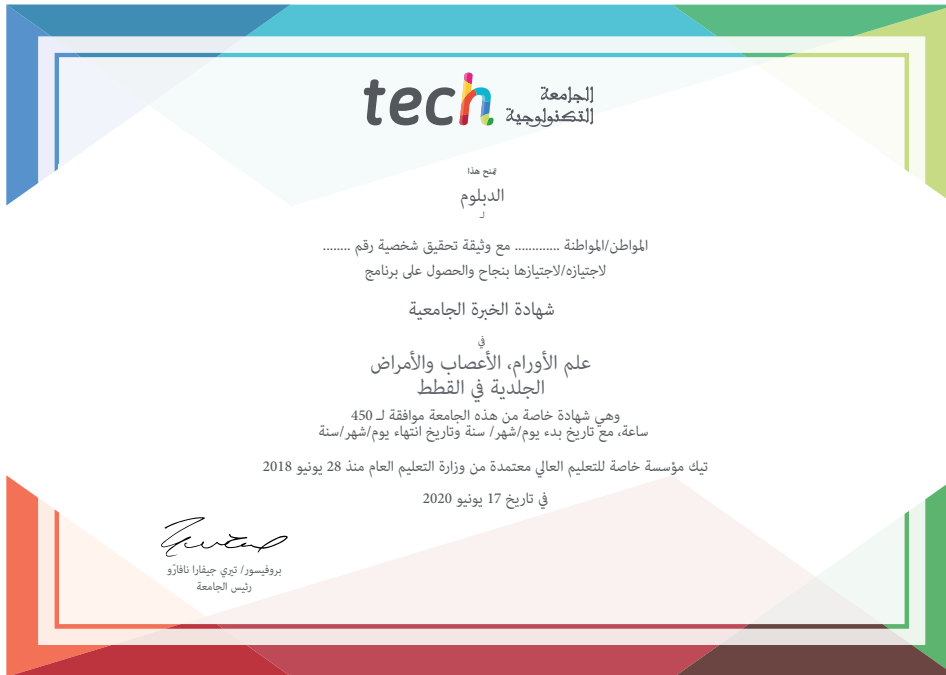 tech الجامعة
التكنولوجية
يمنح هذا
الدبلوم
لـ
المواطن/المواطنة ............ مع وثيقة تحقيق شخصية رقم ........
لاجتيازه/لاجتيازها بنجاح والحصول على برنامج
شهادة الخبرة الجامعية
في
علم الأورام، الأعصاب والأمراض
الجلدية في القطط
وهي شهادة خاصة من هذه الجامعة موافقة لـ 450
ساعة، مع تاريخ بدء يوم/شهر/ سنة وتاريخ انتهاء يوم/شهر/سنة
تيك مؤسسة خاصة للتعليم العالي معتمدة من وزارة التعليم العام منذ 28 يونيو 2018
في تاريخ 17 يونيو 2020
بروفيسور/ تيري جيفارا نافارّو
رئيس الجامعة